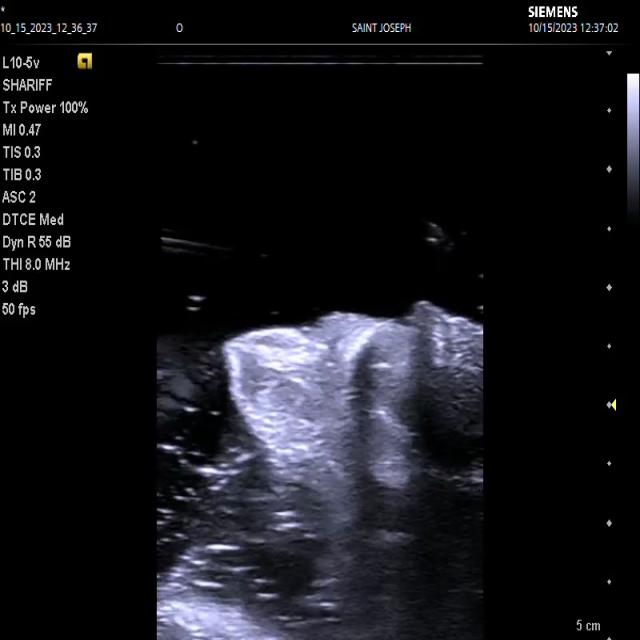 *
SIEMENS
10_15_2023_12_36_37 O SAINT JOSEPH 10/15/2023 12:37:02
L10-5v
SHARIFF
Tx Power 100%
MI 0.47
TIS 0.3
TIB 0.3
ASC 2
DTCE Med
Dyn R 55 dB
THI 8.0 MHz
3 dB
50 fps
5 cm